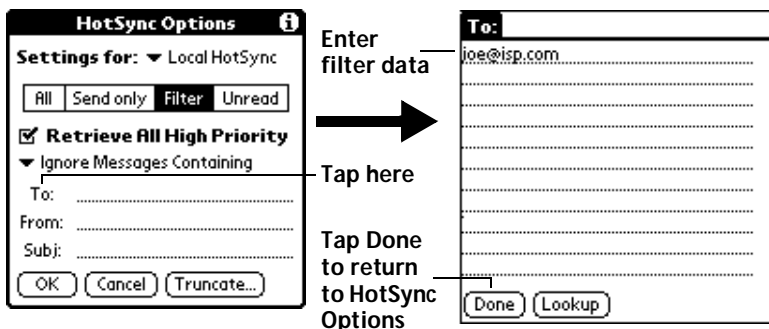 HotSync Options
Settings for: Local HotSync
All Send only Filter Unread
Retrieve All High Priority
Ignore Messages Containing
To:
From:
Subj:
OK Cancel Truncate...
Enter
filter data
Tap here
Tap Done
to return
to HotSync
Options
To:
joe@isp.com
Done Lookup